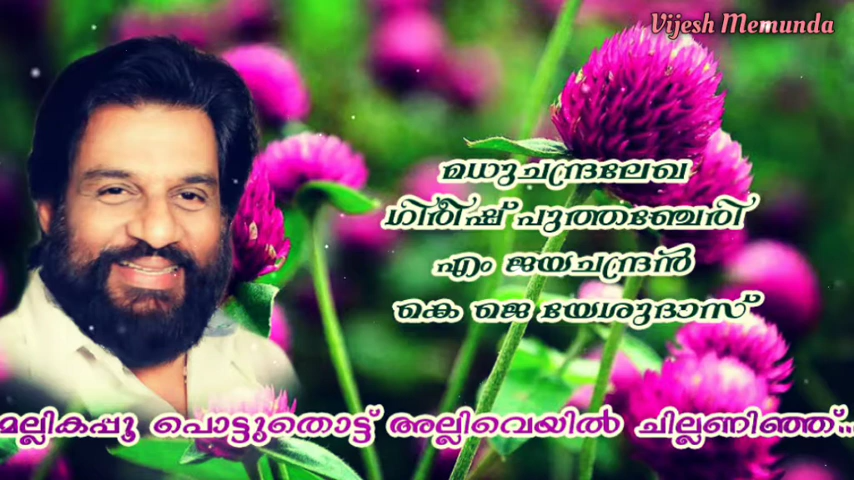 Vijesh Memunda
മധുചന്ദ്രലേഖ
ഗിരീഷ് പുത്തഞ്ചേരി
എം ജയചന്ദ്രൻ
കെ ജെ യേശുദാസ്
മല്ലികപ്പൂ പൊട്ടുതൊട്ട് അല്ലിവെയിൽ ചില്ലണിഞ്ഞ്..